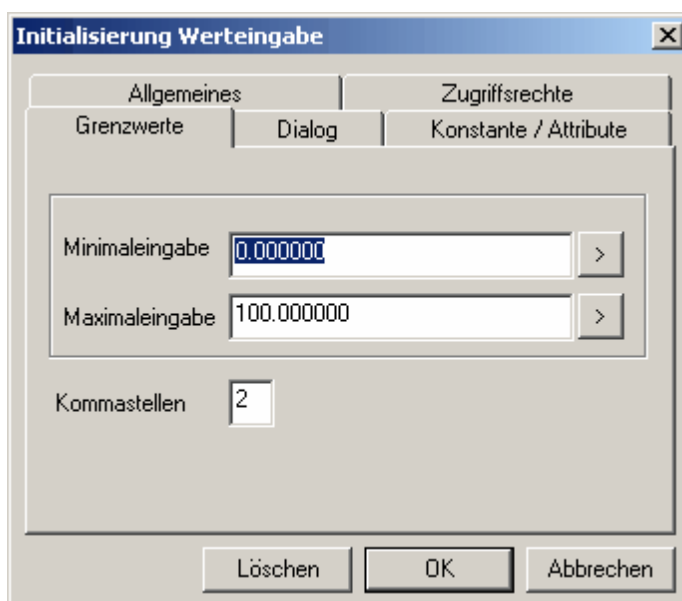 Initialisierung Werteingabe
Allgemeines Zugriffsrechte
Grenzwerte Dialog Konstante / Attribute
Minimaleingabe 0.000000 >
Maximaleingabe 100.000000 >
Kommastellen 2
Löschen OK Abbrechen